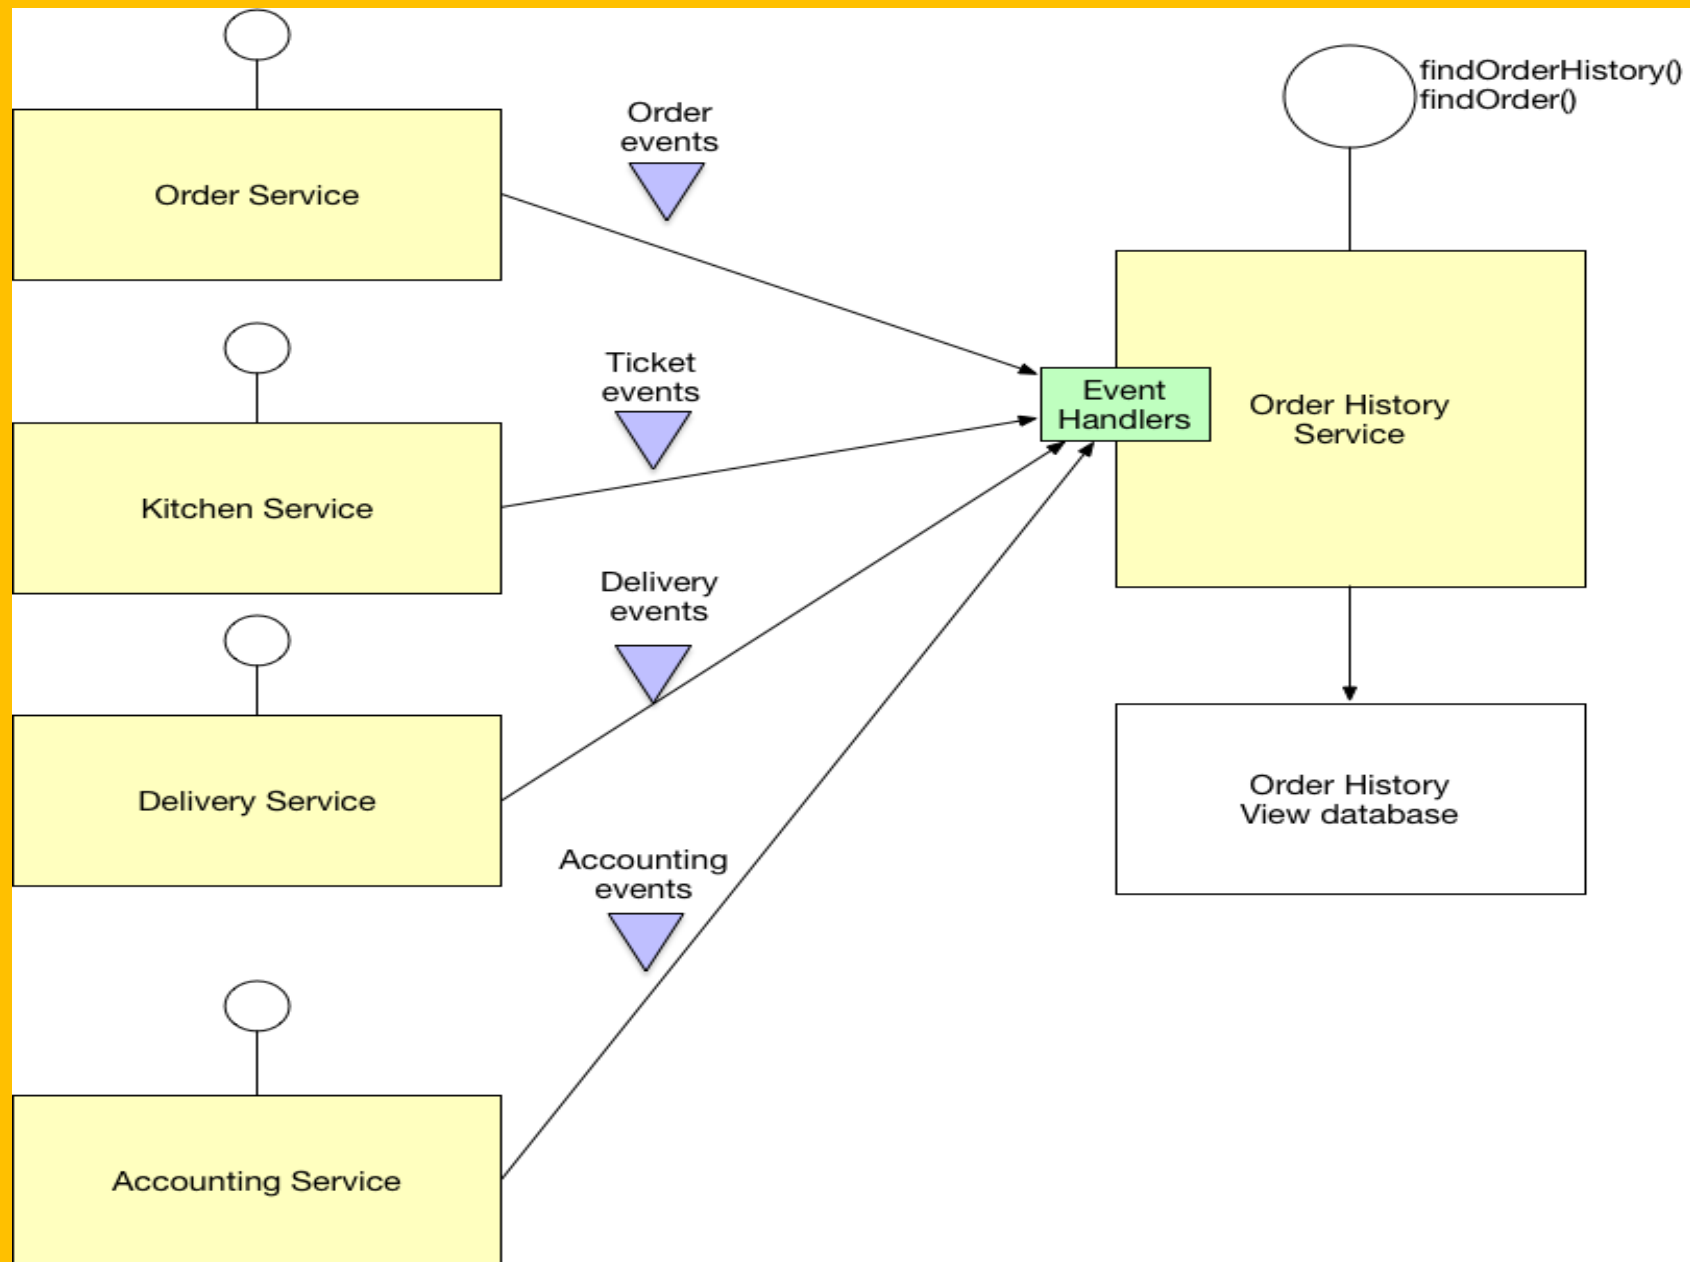 Order Service
Order
events
findOrderHistory()
findOrder()
Kitchen Service
Ticket
events
Event
Handlers
Order History
Service
Delivery Service
Delivery
events
Order History
View database
Accounting Service
Accounting
events